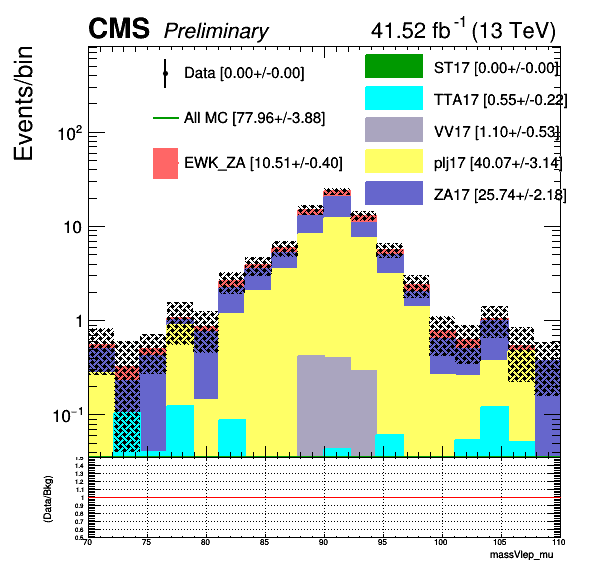 CMS Preliminary 41.52 fb⁻¹ (13 TeV)
Events/bin
Data [0.00+/-0.00]
All MC [77.96+/-3.88]
EWK_ZA [10.51+/-0.40]
ST17 [0.00+/-0.00]
TTA17 [0.55+/-0.22]
VV17 [1.10+/-0.53]
plj17 [40.07+/-3.14]
ZA17 [25.74+/-2.18]
10²
10
1
10⁻¹
(Data/Bkg)
1.5
1.4
1.3
1.2
1.1
1
0.9
0.8
0.7
0.6
0.5
70 75 80 85 90 95 100 105 110
massVlep_mu